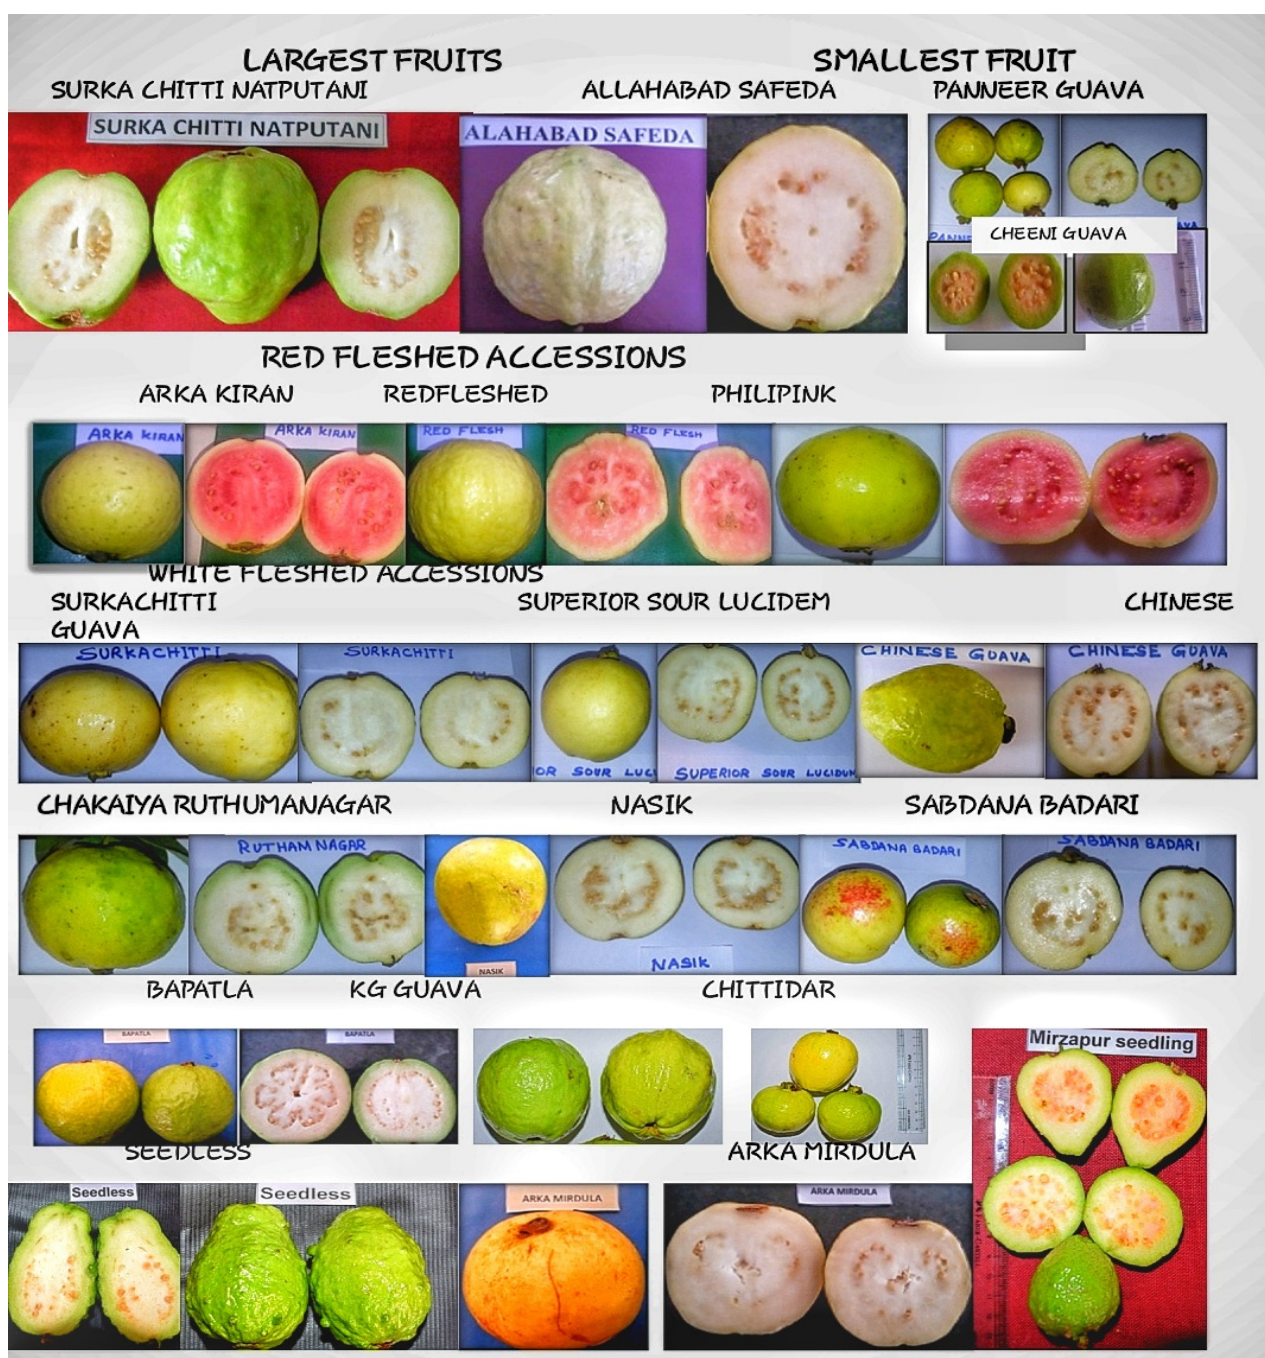 LARGEST FRUITS
SMALLEST FRUIT
SURKA CHITTI NATPUTANI
ALLAHABAD SAFEDA
PANNEER GUAVA
SURKA CHITTI NATPUTANI
ALAHABAD SAFEDA
CHEENI GUAVA
RED FLESHED ACCESSIONS
ARKA KIRAN
REDFLESHED
PHILIPINK
ARKA KIRAN
ARKA KIRAN
RED FLESH
RED FLESH
WHITE FLESHED ACCESSIONS
SURKACHITTI
GUAVA
SUPERIOR SOUR LUCIDEM
CHINESE
SURKACHITTI
SURKACHITTI
CHINESE GUAVA
CHINESE GUAVA
SOUR
SUPERIOR SOUR LUCIDUM
CHAKAIYA RUTHUMANAGAR
NASIK
SABDANA BADARI
RUTHAM NAGAR
SABDANA BADARI
SABDANA BADARI
NASIK
NASIK
BAPATLA
KG GUAVA
CHITTIDAR
BAPATLA
BAPATLA
Mirzapur seedling
SEEDLESS
ARKA MIRDULA
Seedless
Seedless
ARKA MIRDULA
ARKA MIRDULA